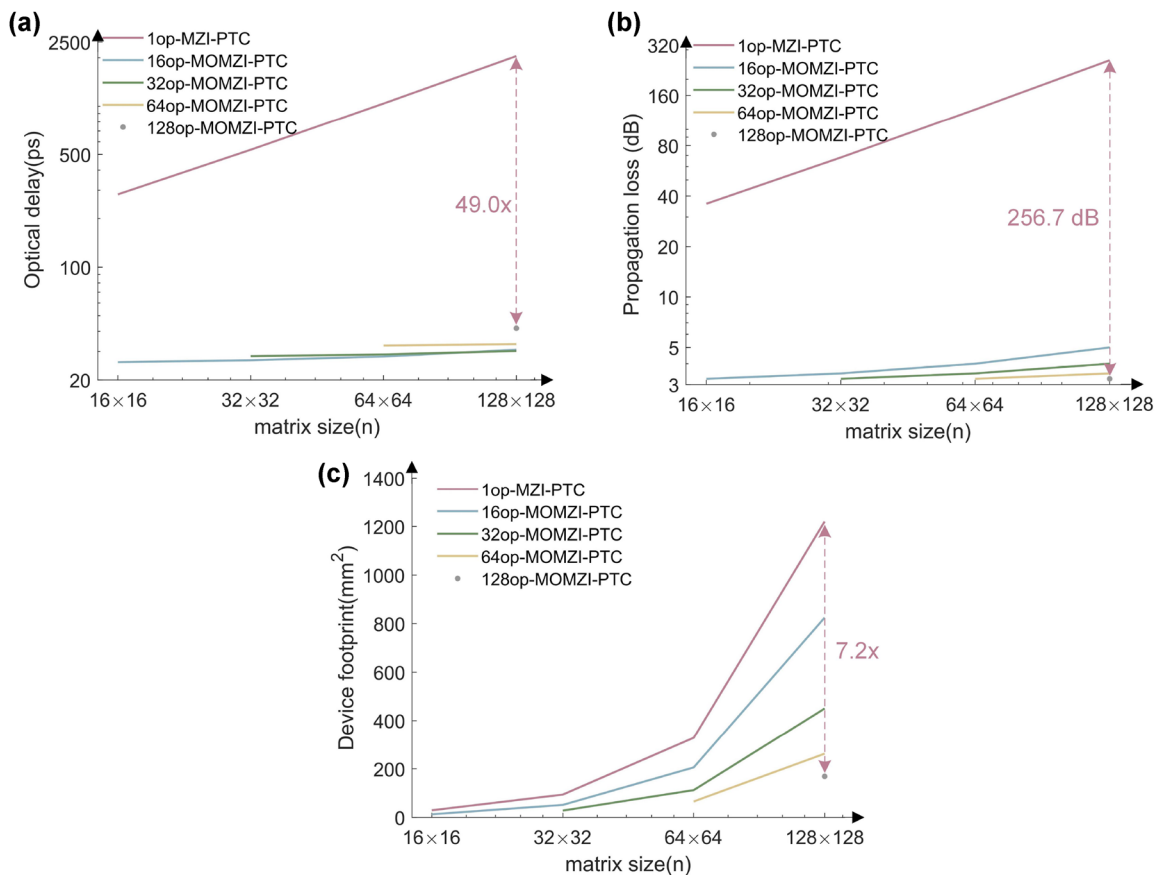 (a)
2500
500
100
20
Optical delay(ps)
1op-MZI-PTC
16op-MOMZI-PTC
32op-MOMZI-PTC
64op-MOMZI-PTC
128op-MOMZI-PTC
49.0x
16×16 32×32 64×64 128×128
matrix size(n)
(b)
320
160
80
40
20
10
5
3
Propagation loss (dB)
1op-MZI-PTC
16op-MOMZI-PTC
32op-MOMZI-PTC
64op-MOMZI-PTC
128op-MOMZI-PTC
256.7 dB
16×16 32×32 64×64 128×128
matrix size(n)
(c)
1400
1200
1000
800
600
400
200
0
Device footprint(mm²)
1op-MZI-PTC
16op-MOMZI-PTC
32op-MOMZI-PTC
64op-MOMZI-PTC
128op-MOMZI-PTC
7.2x
16×16 32×32 64×64 128×128
matrix size(n)